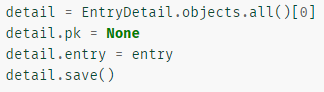 detail = EntryDetail.objects.all()[0]
detail.pk = None
detail.entry = entry
detail.save()